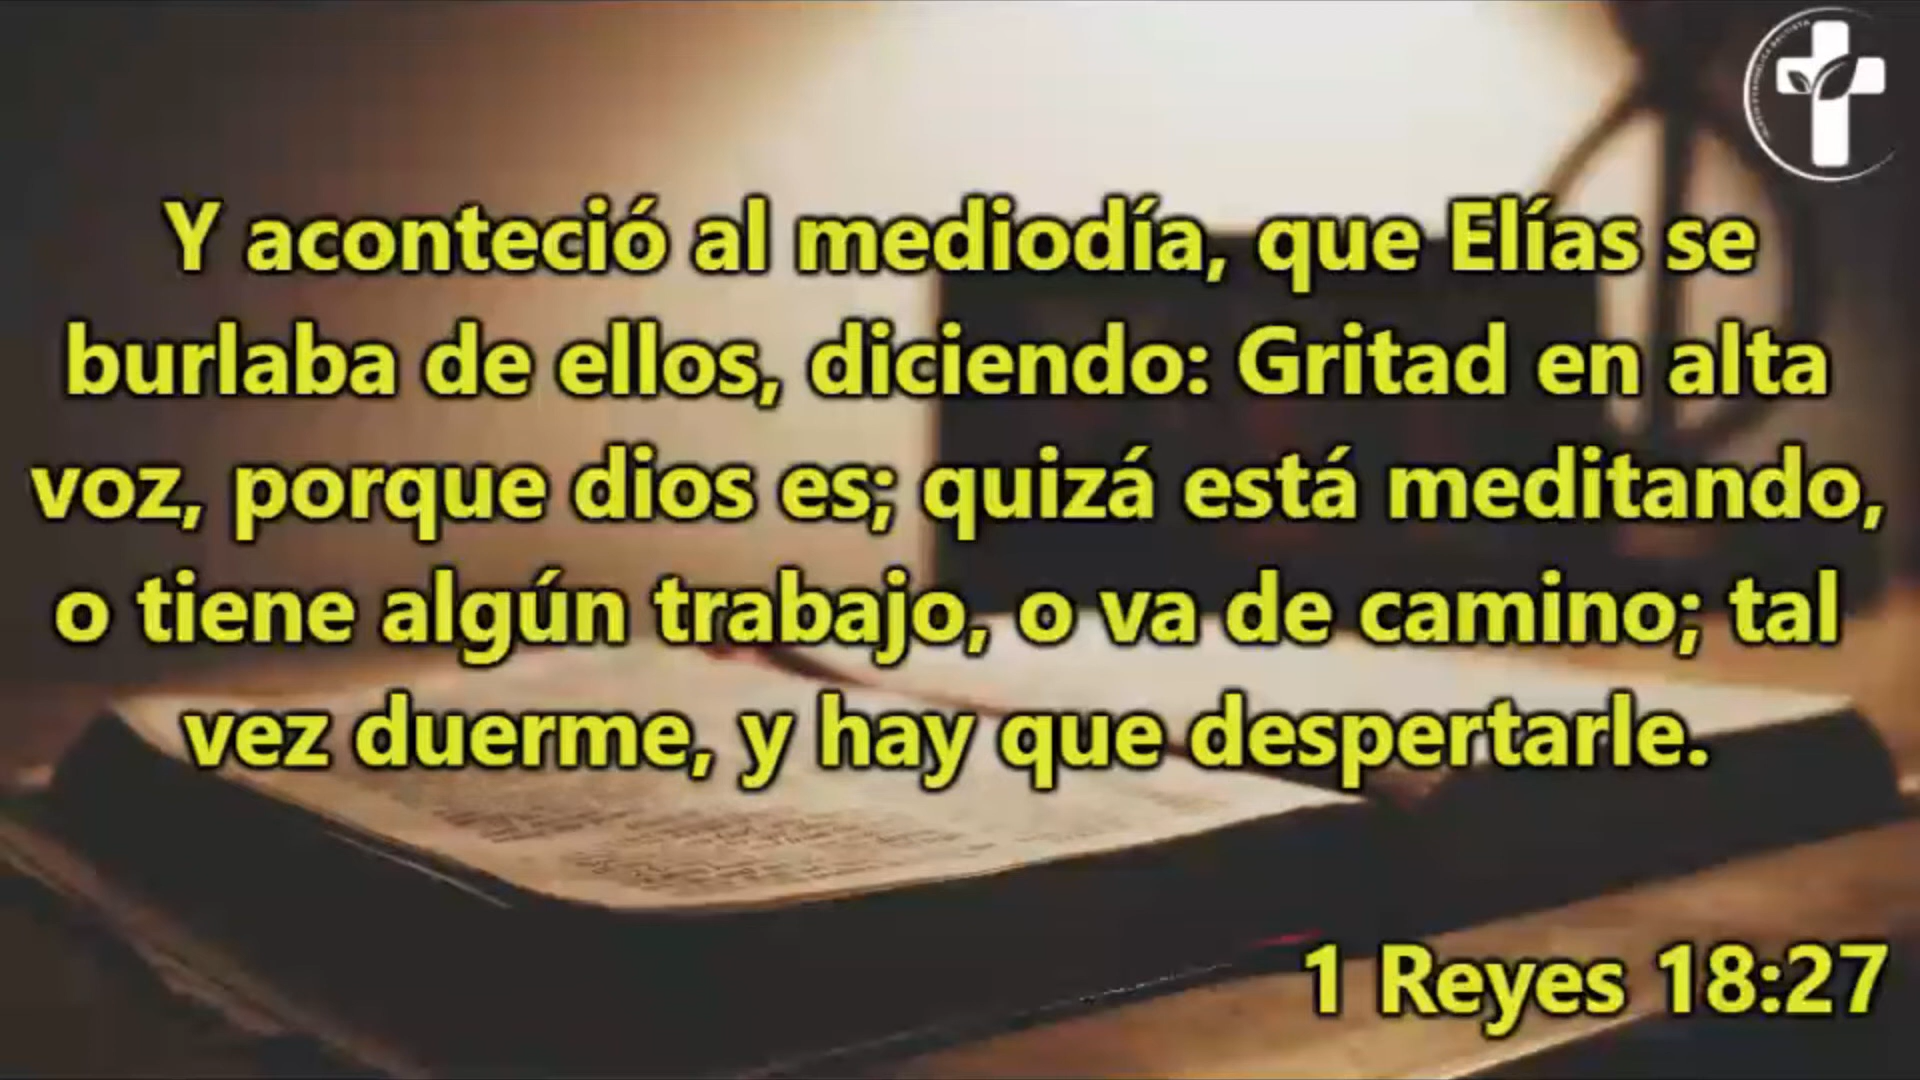 Y aconteció al mediodía, que Elías se
burlaba de ellos, diciendo: Gritad en alta
voz, porque dios es; quizá está meditando,
o tiene algún trabajo, o va de camino; tal
vez duerme, y hay que despertarle.
1 Reyes 18:27